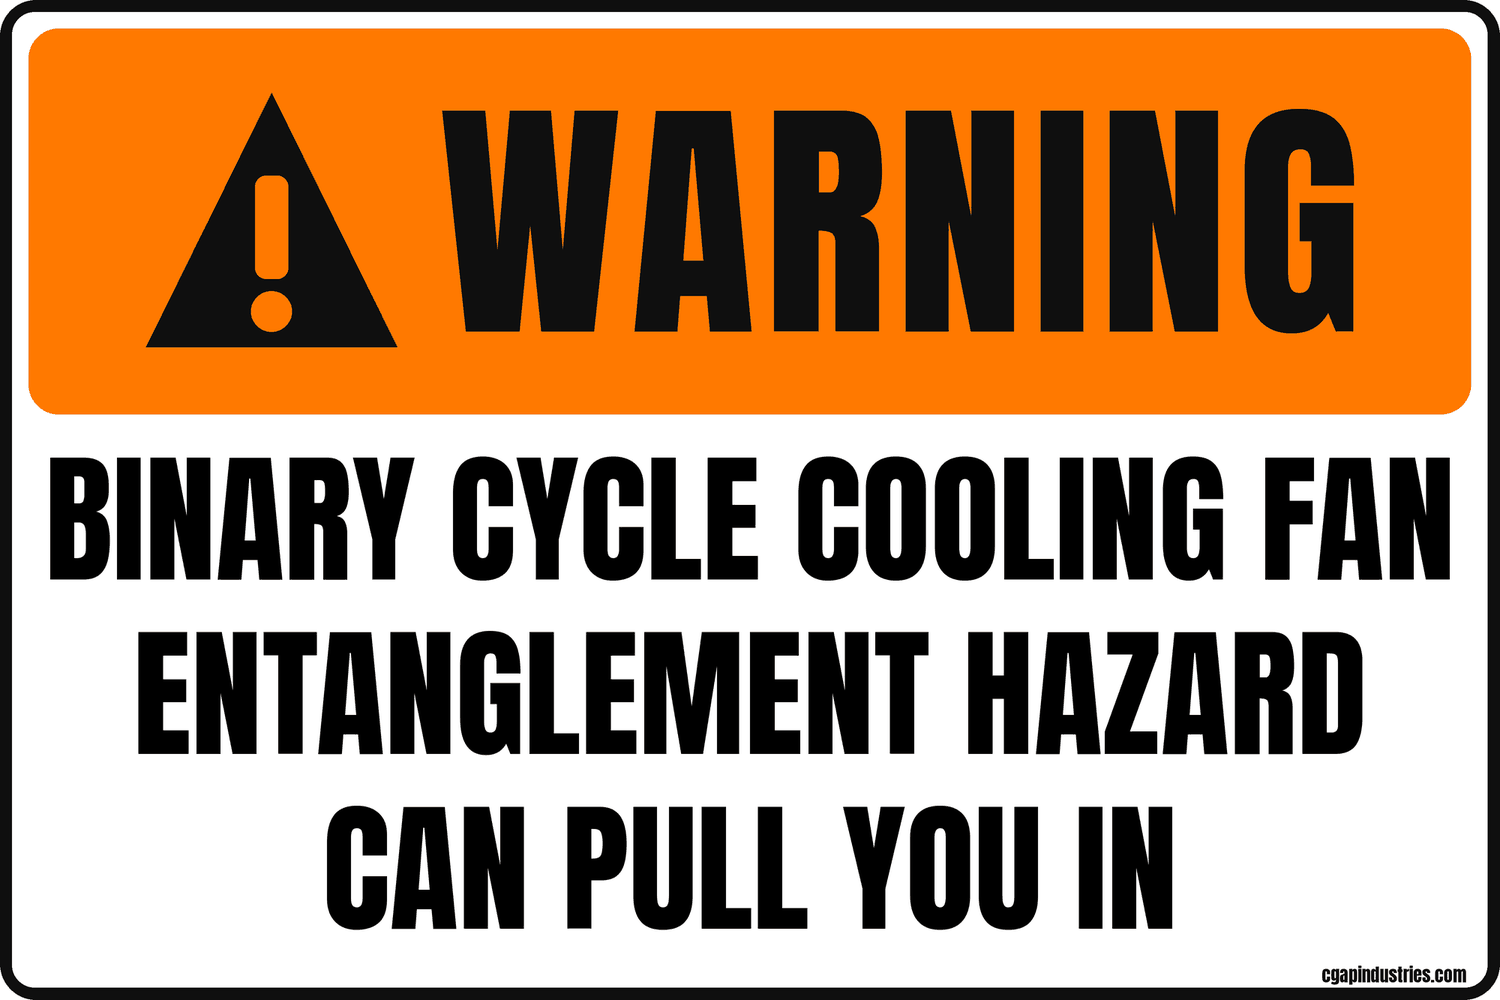 WARNING
BINARY CYCLE COOLING FAN
ENTANGLEMENT HAZARD
CAN PULL YOU IN
cgapindustries.com